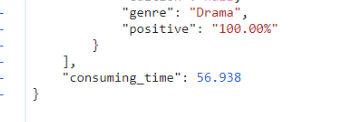 "genre": "Drama",
"positive": "100.00%"
}
],
"consuming_time": 56.938
}